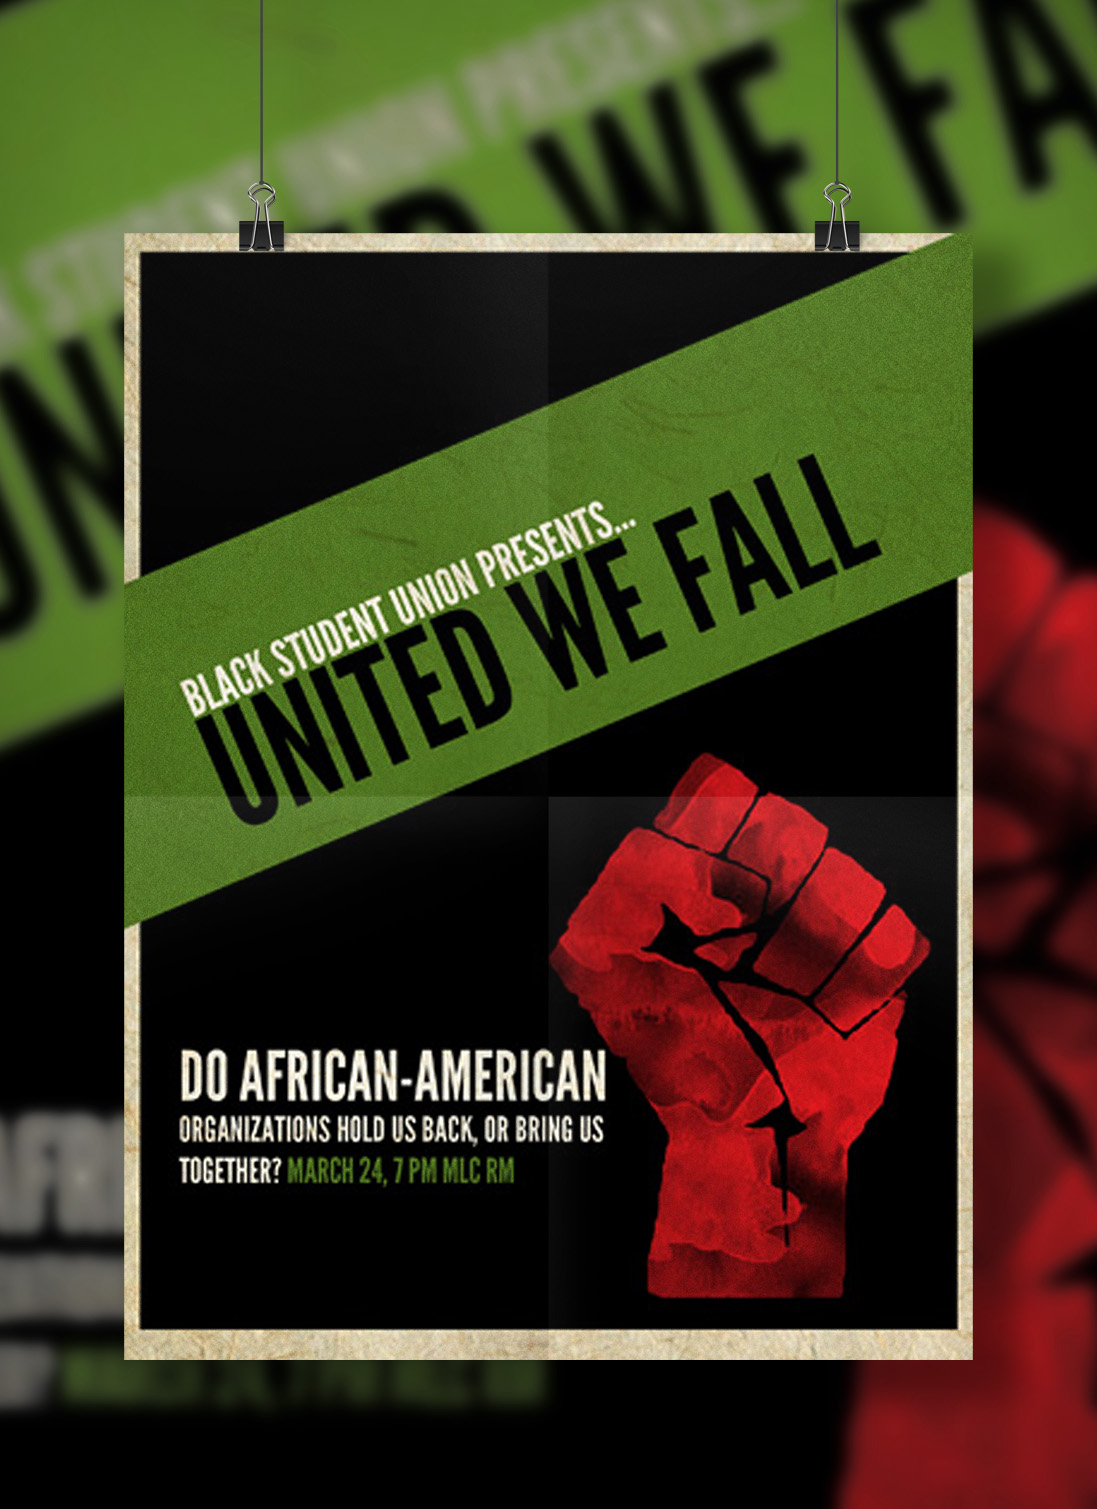 BLACK STUDENT UNION PRESENTS...
UNITED WE FALL
DO AFRICAN-AMERICAN
ORGANIZATIONS HOLD US BACK, OR BRING US
TOGETHER? MARCH 24, 7 PM MLC RM